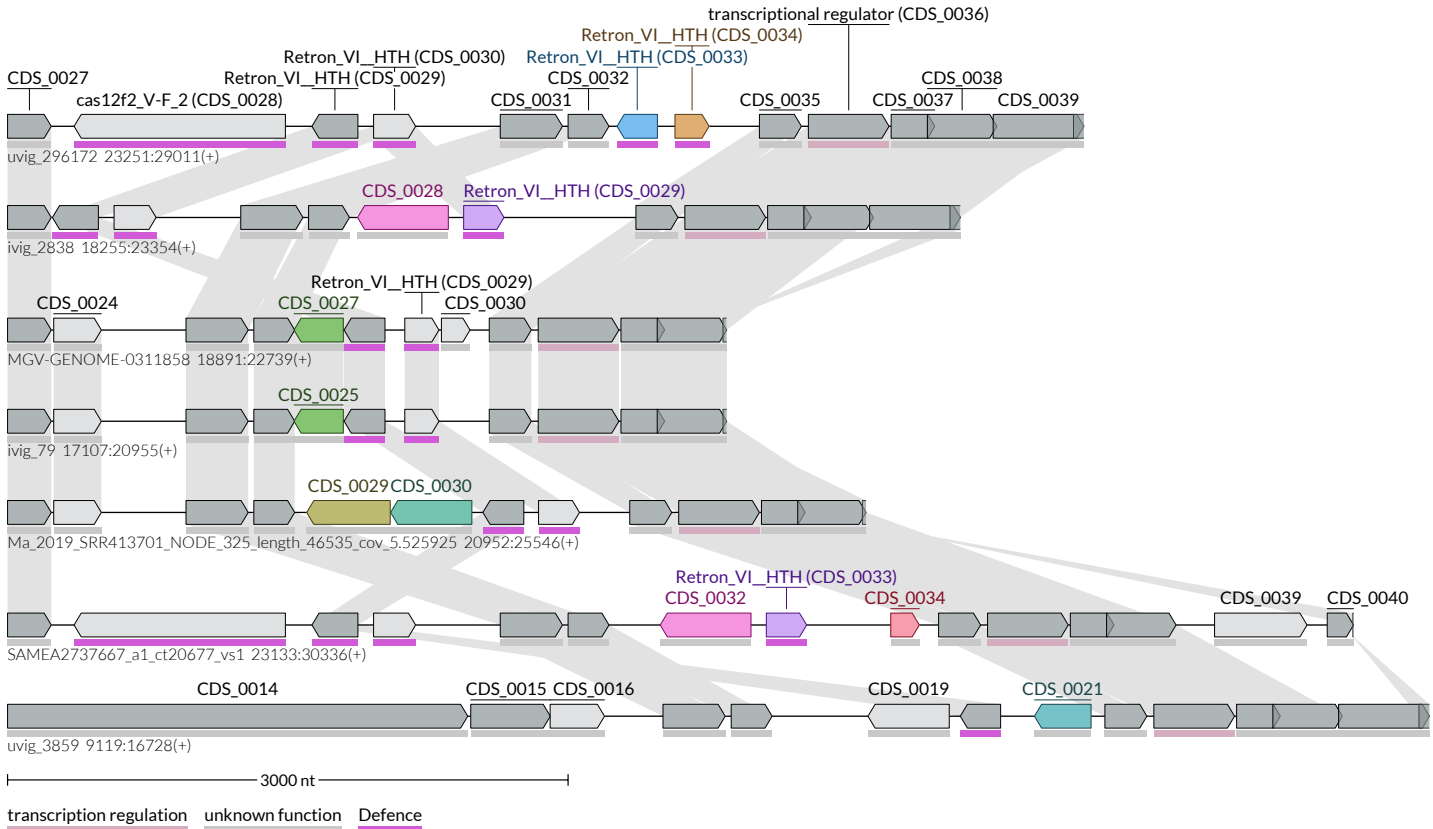 transcriptional regulator (CDS_0036)
Retron_VI__HTH (CDS_0034)
Retron_VI__HTH (CDS_0030) Retron_VI__HTH (CDS_0033)
CDS_0027 Retron_VI__HTH (CDS_0029) CDS_0032 CDS_0038
cas12f2_V-F_2 (CDS_0028) CDS_0031 CDS_0035 CDS_0037 CDS_0039
uvig_296172 23251:29011(+)
CDS_0028 Retron_VI__HTH (CDS_0029)
ivig_2838 18255:23354(+)
Retron_VI__HTH (CDS_0029)
CDS_0024 CDS_0027 CDS_0030
MGV-GENOME-0311858 18891:22739(+)
CDS_0025
ivig_79 17107:20955(+)
CDS_0029 CDS_0030
Ma_2019_SRR413701_NODE_325_length_46535_cov_5.525925 20952:25546(+)
Retron_VI__HTH (CDS_0033)
CDS_0032 CDS_0034 CDS_0039 CDS_0040
SAMEA2737667_a1_ct20677_vs1 23133:30336(+)
CDS_0014 CDS_0015 CDS_0016 CDS_0019 CDS_0021
uvig_3859 9119:16728(+)
3000 nt
transcription regulation unknown function Defence